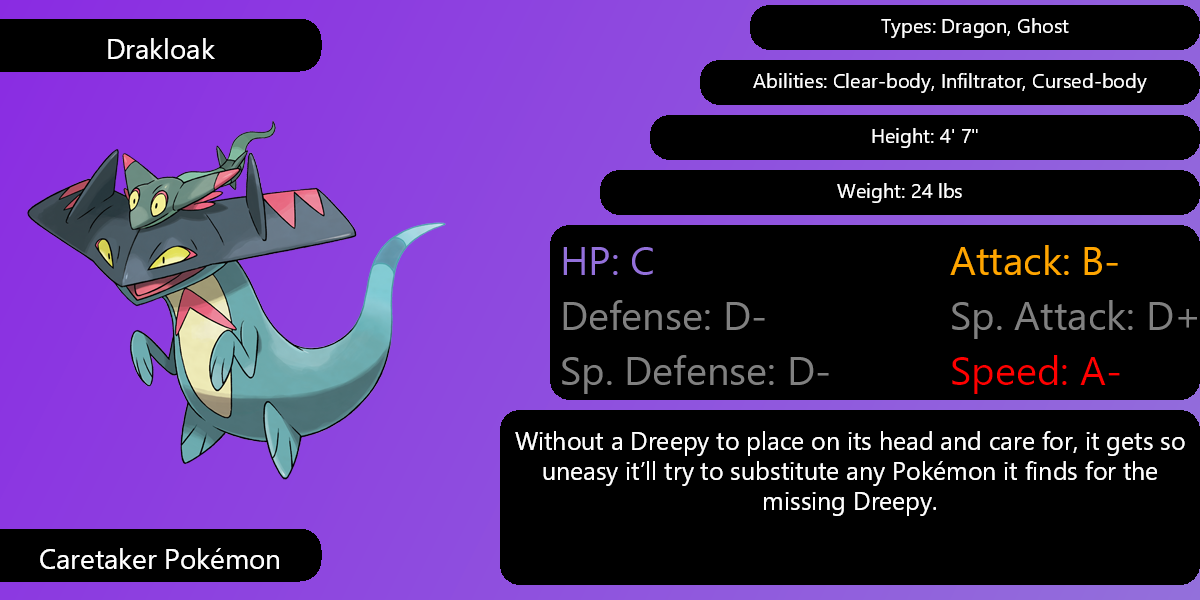 Drakloak
Types: Dragon, Ghost
Abilities: Clear-body, Infiltrator, Cursed-body
Height: 4' 7"
Weight: 24 lbs
HP: C
Attack: B-
Defense: D-
Sp. Attack: D+
Sp. Defense: D-
Speed: A-
Without a Dreepy to place on its head and care for, it gets so
uneasy it’ll try to substitute any Pokémon it finds for the
missing Dreepy.
Caretaker Pokémon